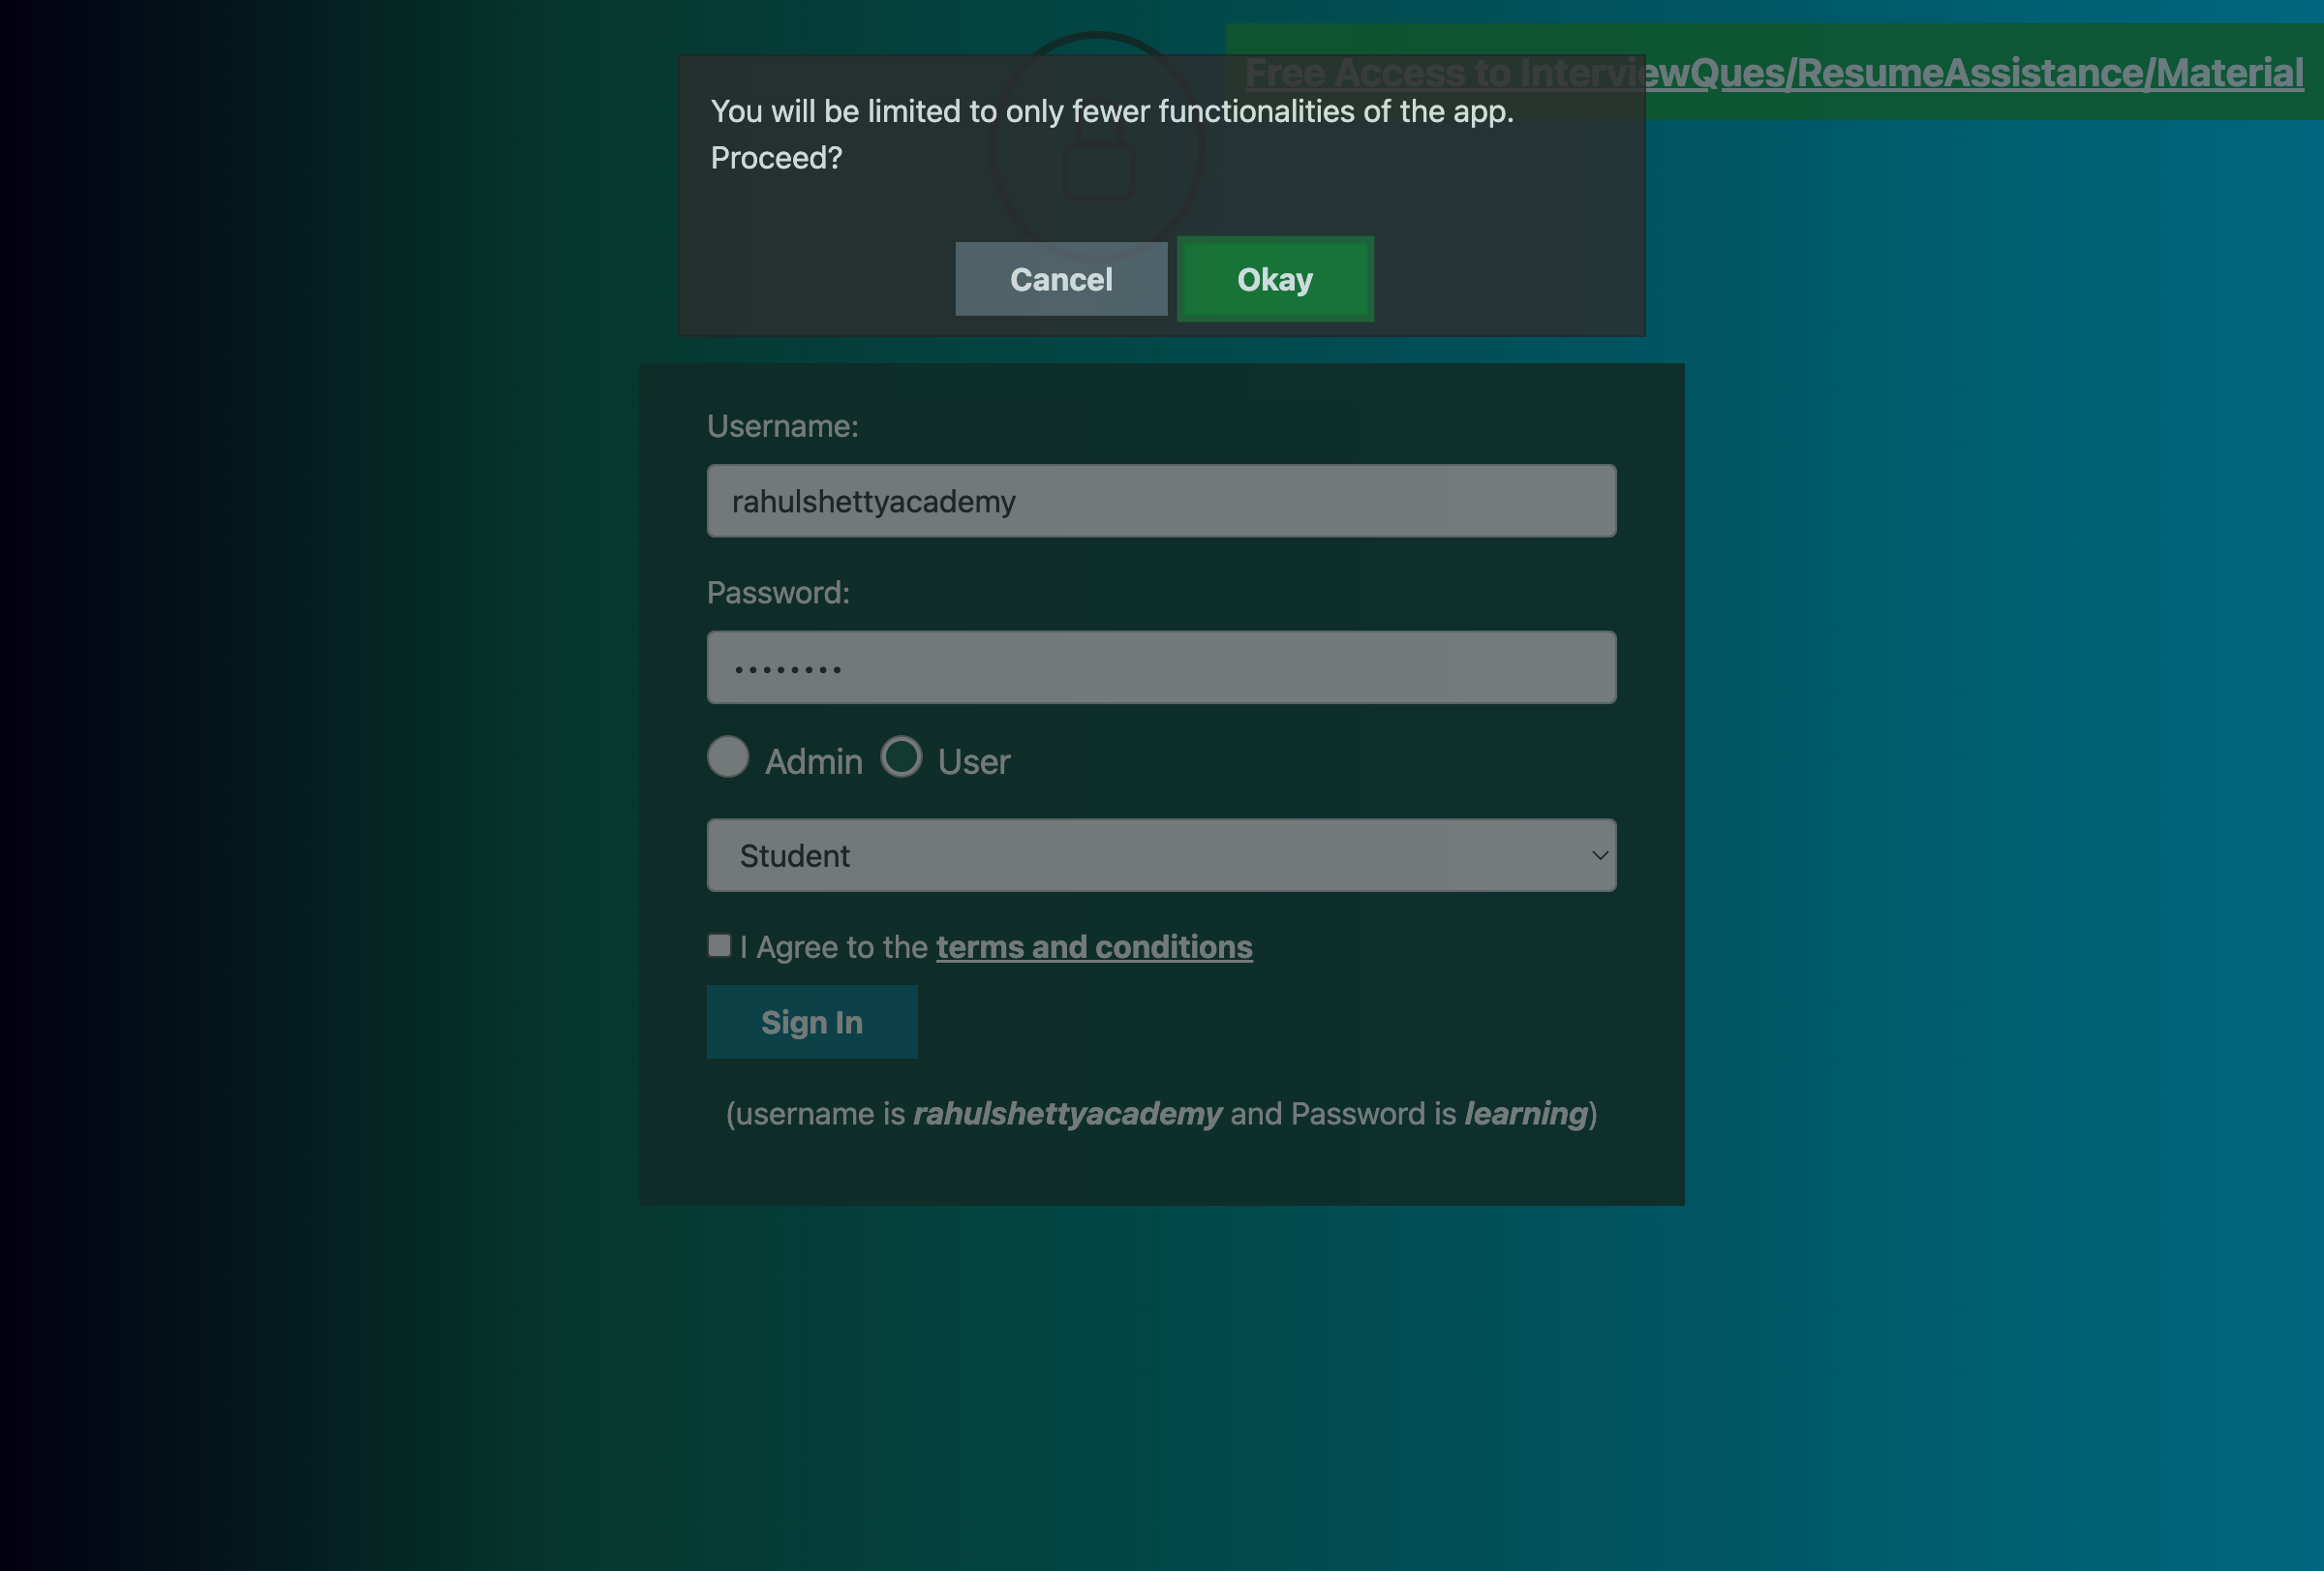 Free Access to InterviewQues/ResumeAssistance/Material
You will be limited to only fewer functionalities of the app.
Proceed?
Cancel Okay
Username:
rahulshettyacademy
Password:
••••••••
Admin User
Student
I Agree to the terms and conditions
Sign In
(username is rahulshettyacademy and Password is learning)